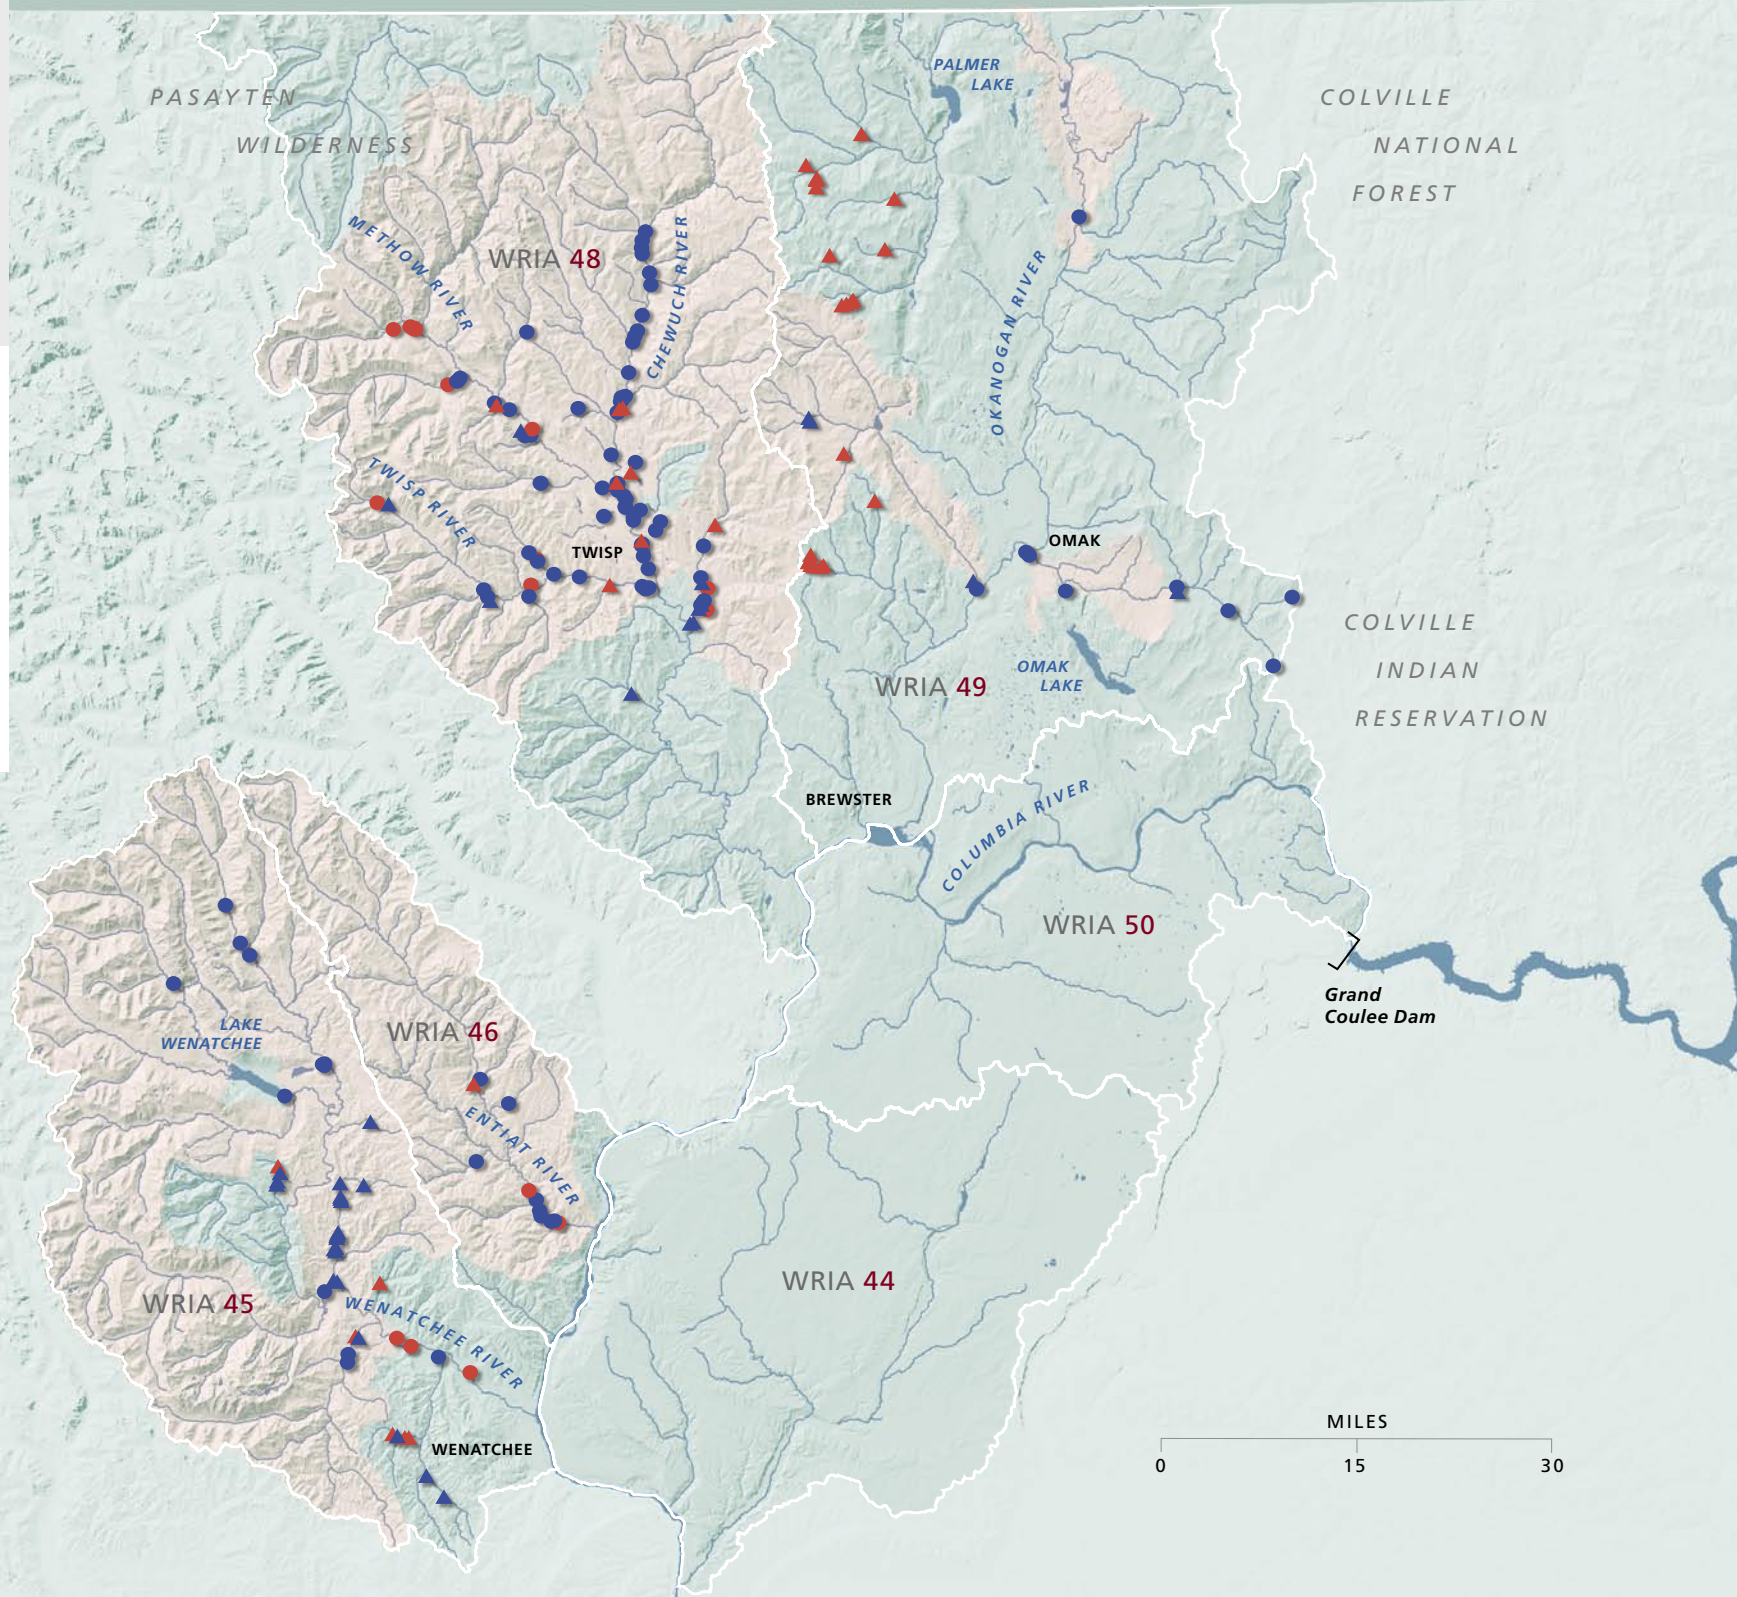 PALMER
LAKE
PASAYTEN
WILDERNESS
COLVILLE
NATIONAL
FOREST
METHOW RIVER
WRIA 48
CHEWUCH RIVER
OKANOGAN RIVER
TWISP RIVER
TWISP
OMAK
COLVILLE
INDIAN
RESERVATION
OMAK
LAKE
WRIA 49
BREWSTER
COLUMBIA RIVER
WRIA 50
Grand
Coulee Dam
LAKE
WENATCHEE
WRIA 46
ENTIAT RIVER
WRIA 44
WRIA 45
WENATCHEE RIVER
WENATCHEE
MILES
0 15 30